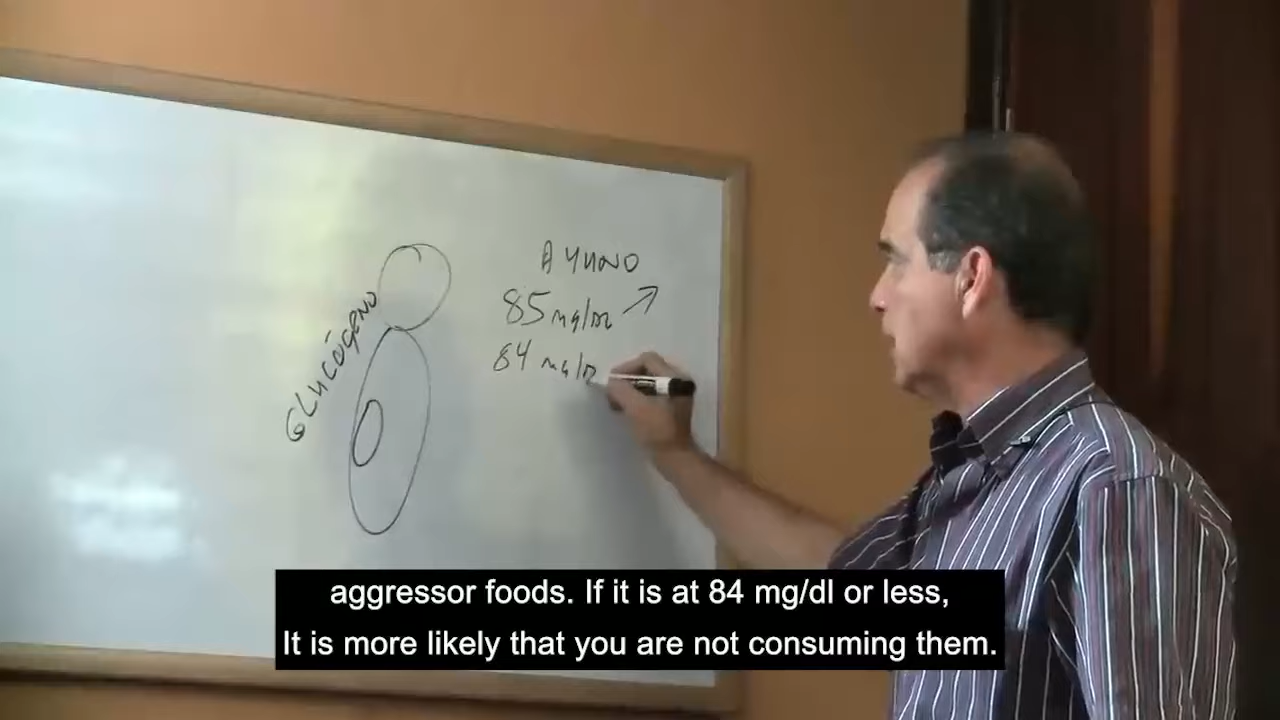 GLUCÓGENO
AYUNO
85 mg/dl
84 mg/d
aggressor foods. If it is at 84 mg/dl or less,
It is more likely that you are not consuming them.